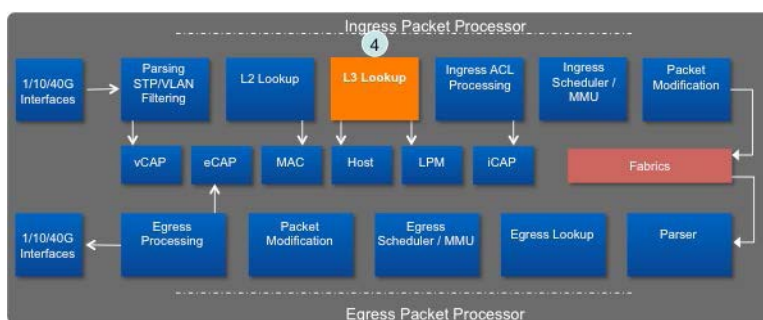 Ingress Packet Processor
4
1/10/40G
Interfaces
Parsing
STP/VLAN
Filtering
L2 Lookup
L3 Lookup
Ingress ACL
Processing
Ingress
Scheduler /
MMU
Packet
Modification
vCAP
eCAP
MAC
Host
LPM
iCAP
Fabrics
1/10/40G
Interfaces
Egress
Processing
Packet
Modification
Egress
Scheduler / MMU
Egress Lookup
Parser
Egress Packet Processor